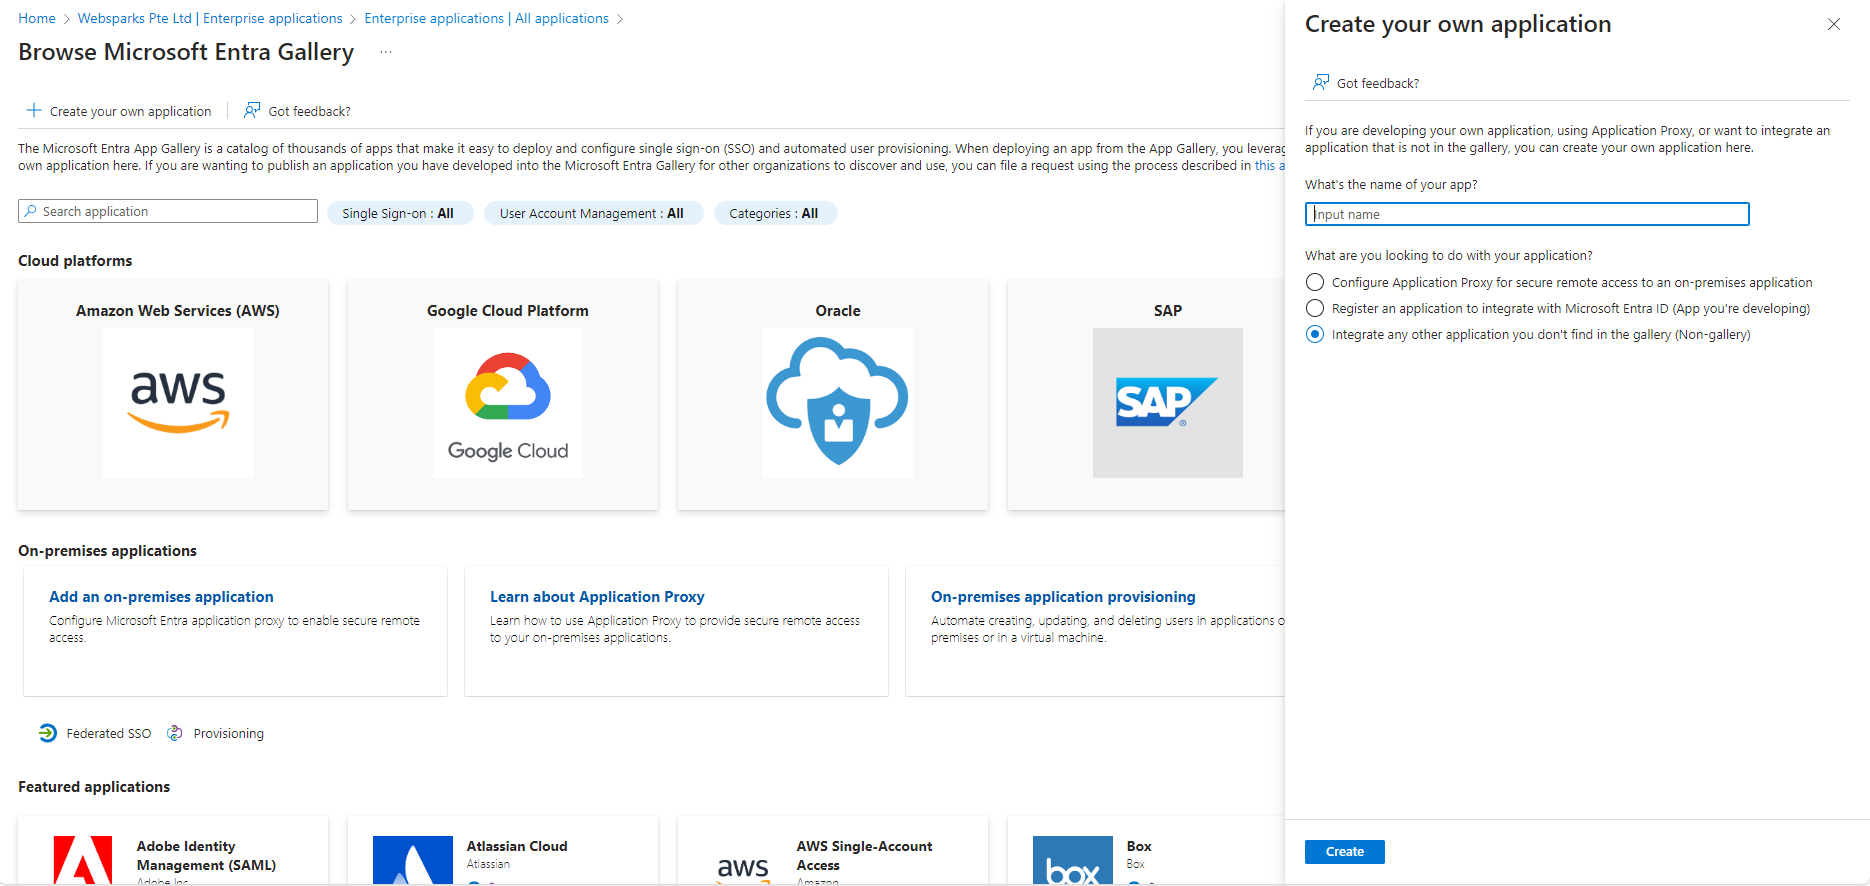 Home > Websparks Pte Ltd | Enterprise applications > Enterprise applications | All applications >
Browse Microsoft Entra Gallery ...
+ Create your own application | Got feedback?
The Microsoft Entra App Gallery is a catalog of thousands of apps that make it easy to deploy and configure single sign-on (SSO) and automated user provisioning. When deploying an app from the App Gallery, you leverag
own application here. If you are wanting to publish an application you have developed into the Microsoft Entra Gallery for other organizations to discover and use, you can file a request using the process described in this a
Search application
Single Sign-on : All
User Account Management : All
Categories : All
Cloud platforms
Amazon Web Services (AWS)
aws
Google Cloud Platform
Google Cloud
Oracle
SAP
SAP
®
On-premises applications
Add an on-premises application
Configure Microsoft Entra application proxy to enable secure remote
access.
Learn about Application Proxy
Learn how to use Application Proxy to provide secure remote access
to your on-premises applications.
On-premises application provisioning
Automate creating, updating, and deleting users in applications o
premises or in a virtual machine.
Federated SSO
Provisioning
Featured applications
Adobe Identity
Management (SAML)
Adobe Inc.
Atlassian Cloud
Atlassian
aws
AWS Single-Account
Access
Amazon
box
Box
Box
Create your own application
Got feedback?
If you are developing your own application, using Application Proxy, or want to integrate an
application that is not in the gallery, you can create your own application here.
What's the name of your app?
Input name
What are you looking to do with your application?
Configure Application Proxy for secure remote access to an on-premises application
Register an application to integrate with Microsoft Entra ID (App you're developing)
Integrate any other application you don't find in the gallery (Non-gallery)
Create